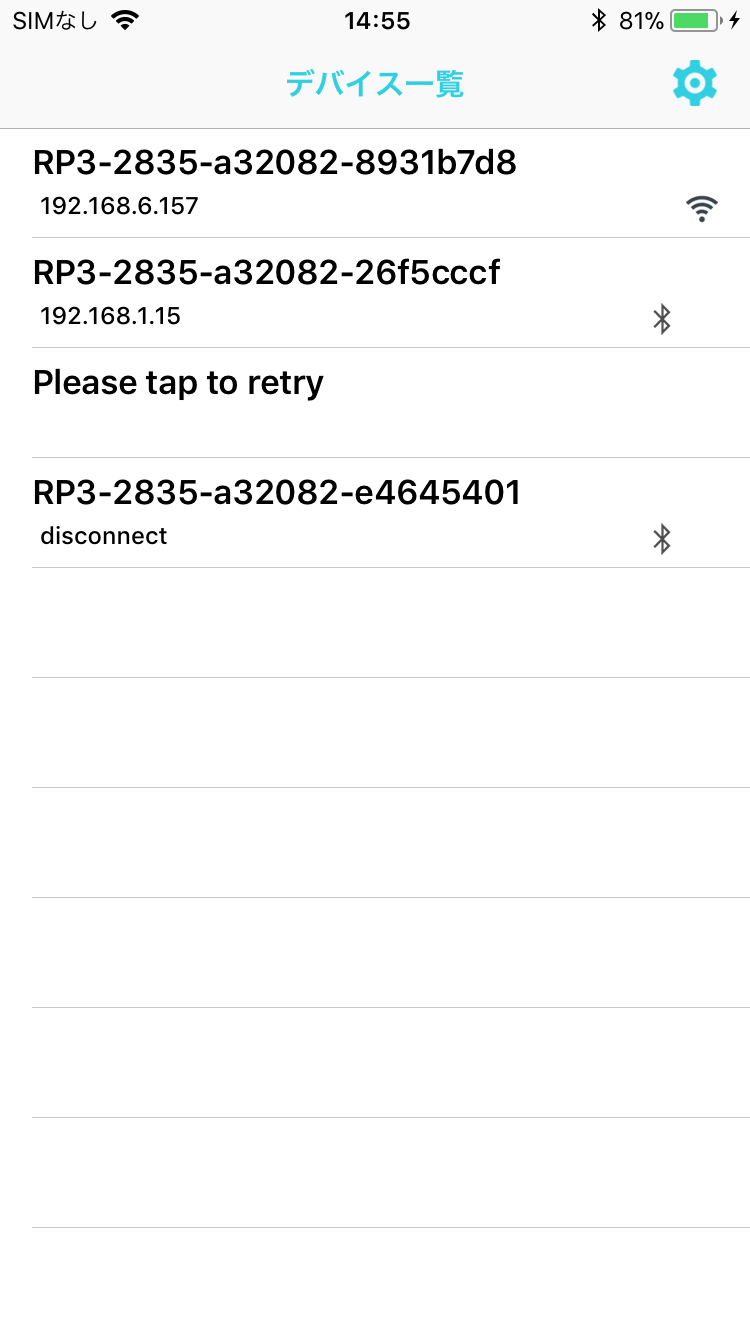 SIMなし 14:55 81%
デバイス一覧
RP3-2835-a32082-8931b7d8
192.168.6.157
RP3-2835-a32082-26f5cccf
192.168.1.15
Please tap to retry
RP3-2835-a32082-e4645401
disconnect